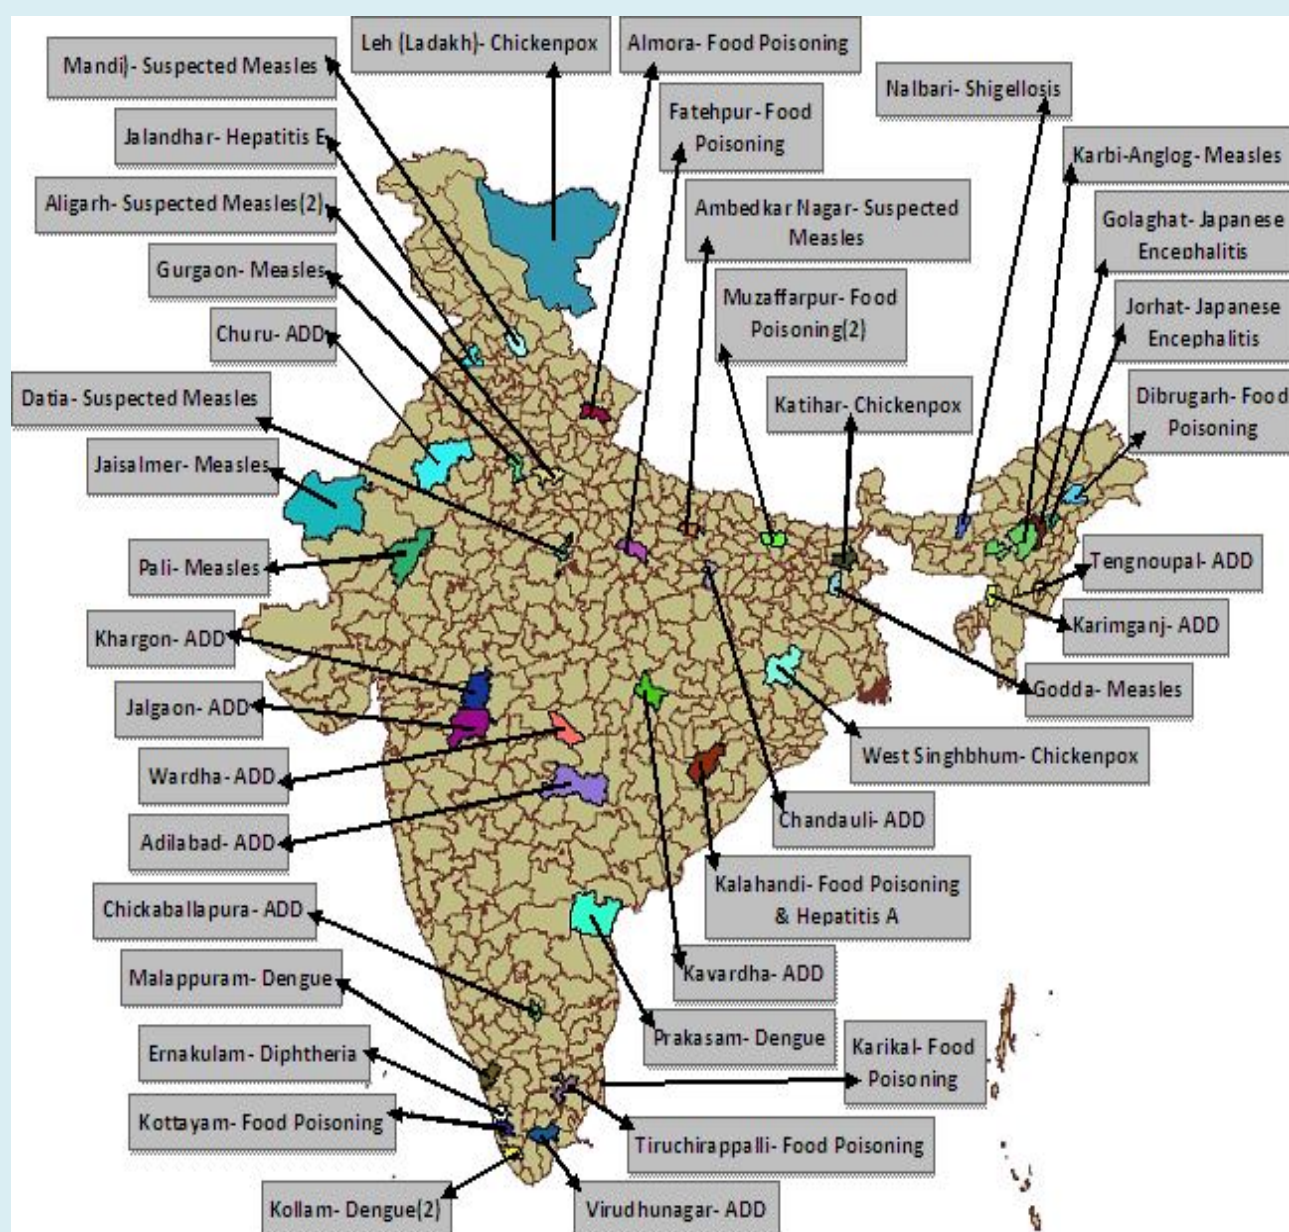 Leh (Ladakh)- Chickenpox
Almora- Food Poisoning
Mandi)- Suspected Measles
Nalbari- Shigellosis
Fatehpur- Food
Poisoning
Jalandhar- Hepatitis E
Karbi-Anglog- Measles
Aligarh- Suspected Measles(2)
Ambedkar Nagar- Suspected
Measles
Golaghat- Japanese
Encephalitis
Gurgaon- Measles
Muzaffarpur- Food
Poisoning(2)
Jorhat- Japanese
Encephalitis
Churu- ADD
Datia- Suspected Measles
Katihar- Chickenpox
Dibrugarh- Food
Poisoning
Jaisalmer- Measles
Pali- Measles
Tengnoupal- ADD
Karimganj- ADD
Khargon- ADD
Godda- Measles
Jalgaon- ADD
West Singhbhum- Chickenpox
Wardha- ADD
Chandauli- ADD
Adilabad- ADD
Kalahandi- Food Poisoning
& Hepatitis A
Chickaballapura- ADD
Kavardha- ADD
Malappuram- Dengue
Prakasam- Dengue
Ernakulam- Diphtheria
Karikal- Food
Poisoning
Kottayam- Food Poisoning
Tiruchirappalli- Food Poisoning
Kollam- Dengue(2)
Virudhunagar- ADD